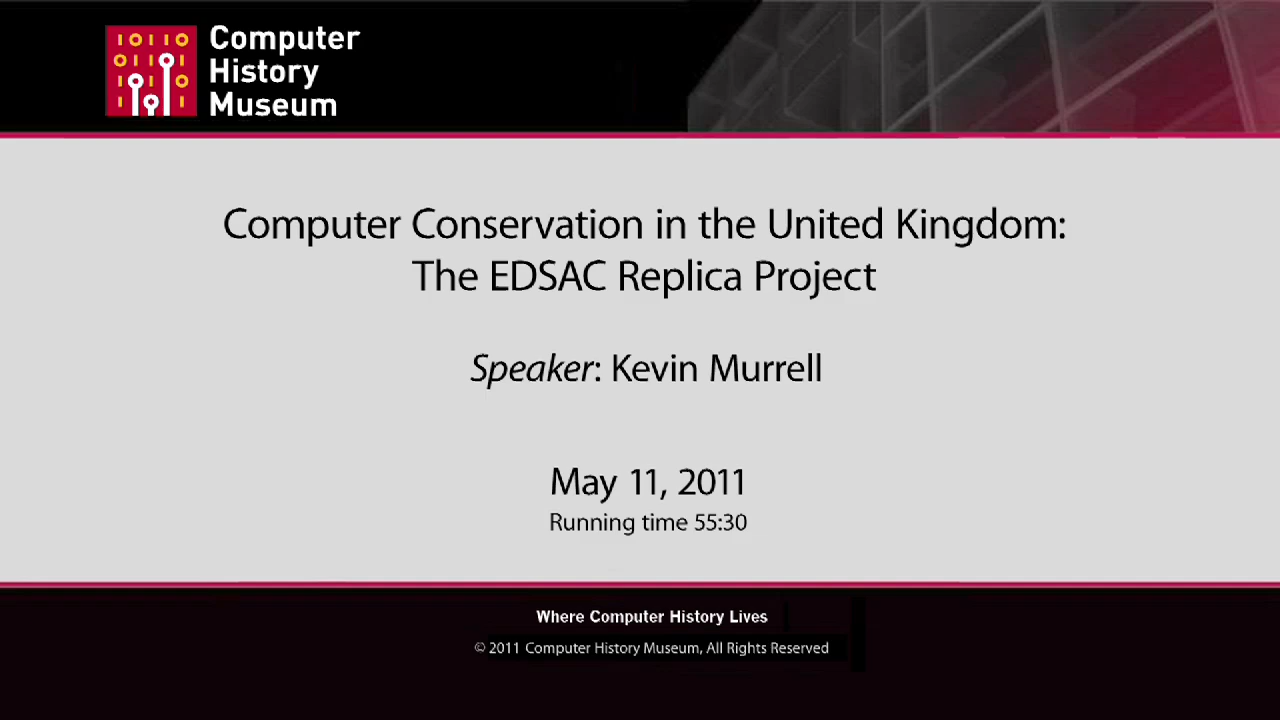 Computer
History
Museum
Computer Conservation in the United Kingdom:
The EDSAC Replica Project
Speaker: Kevin Murrell
May 11, 2011
Running time 55:30
Where Computer History Lives
© 2011 Computer History Museum, All Rights Reserved